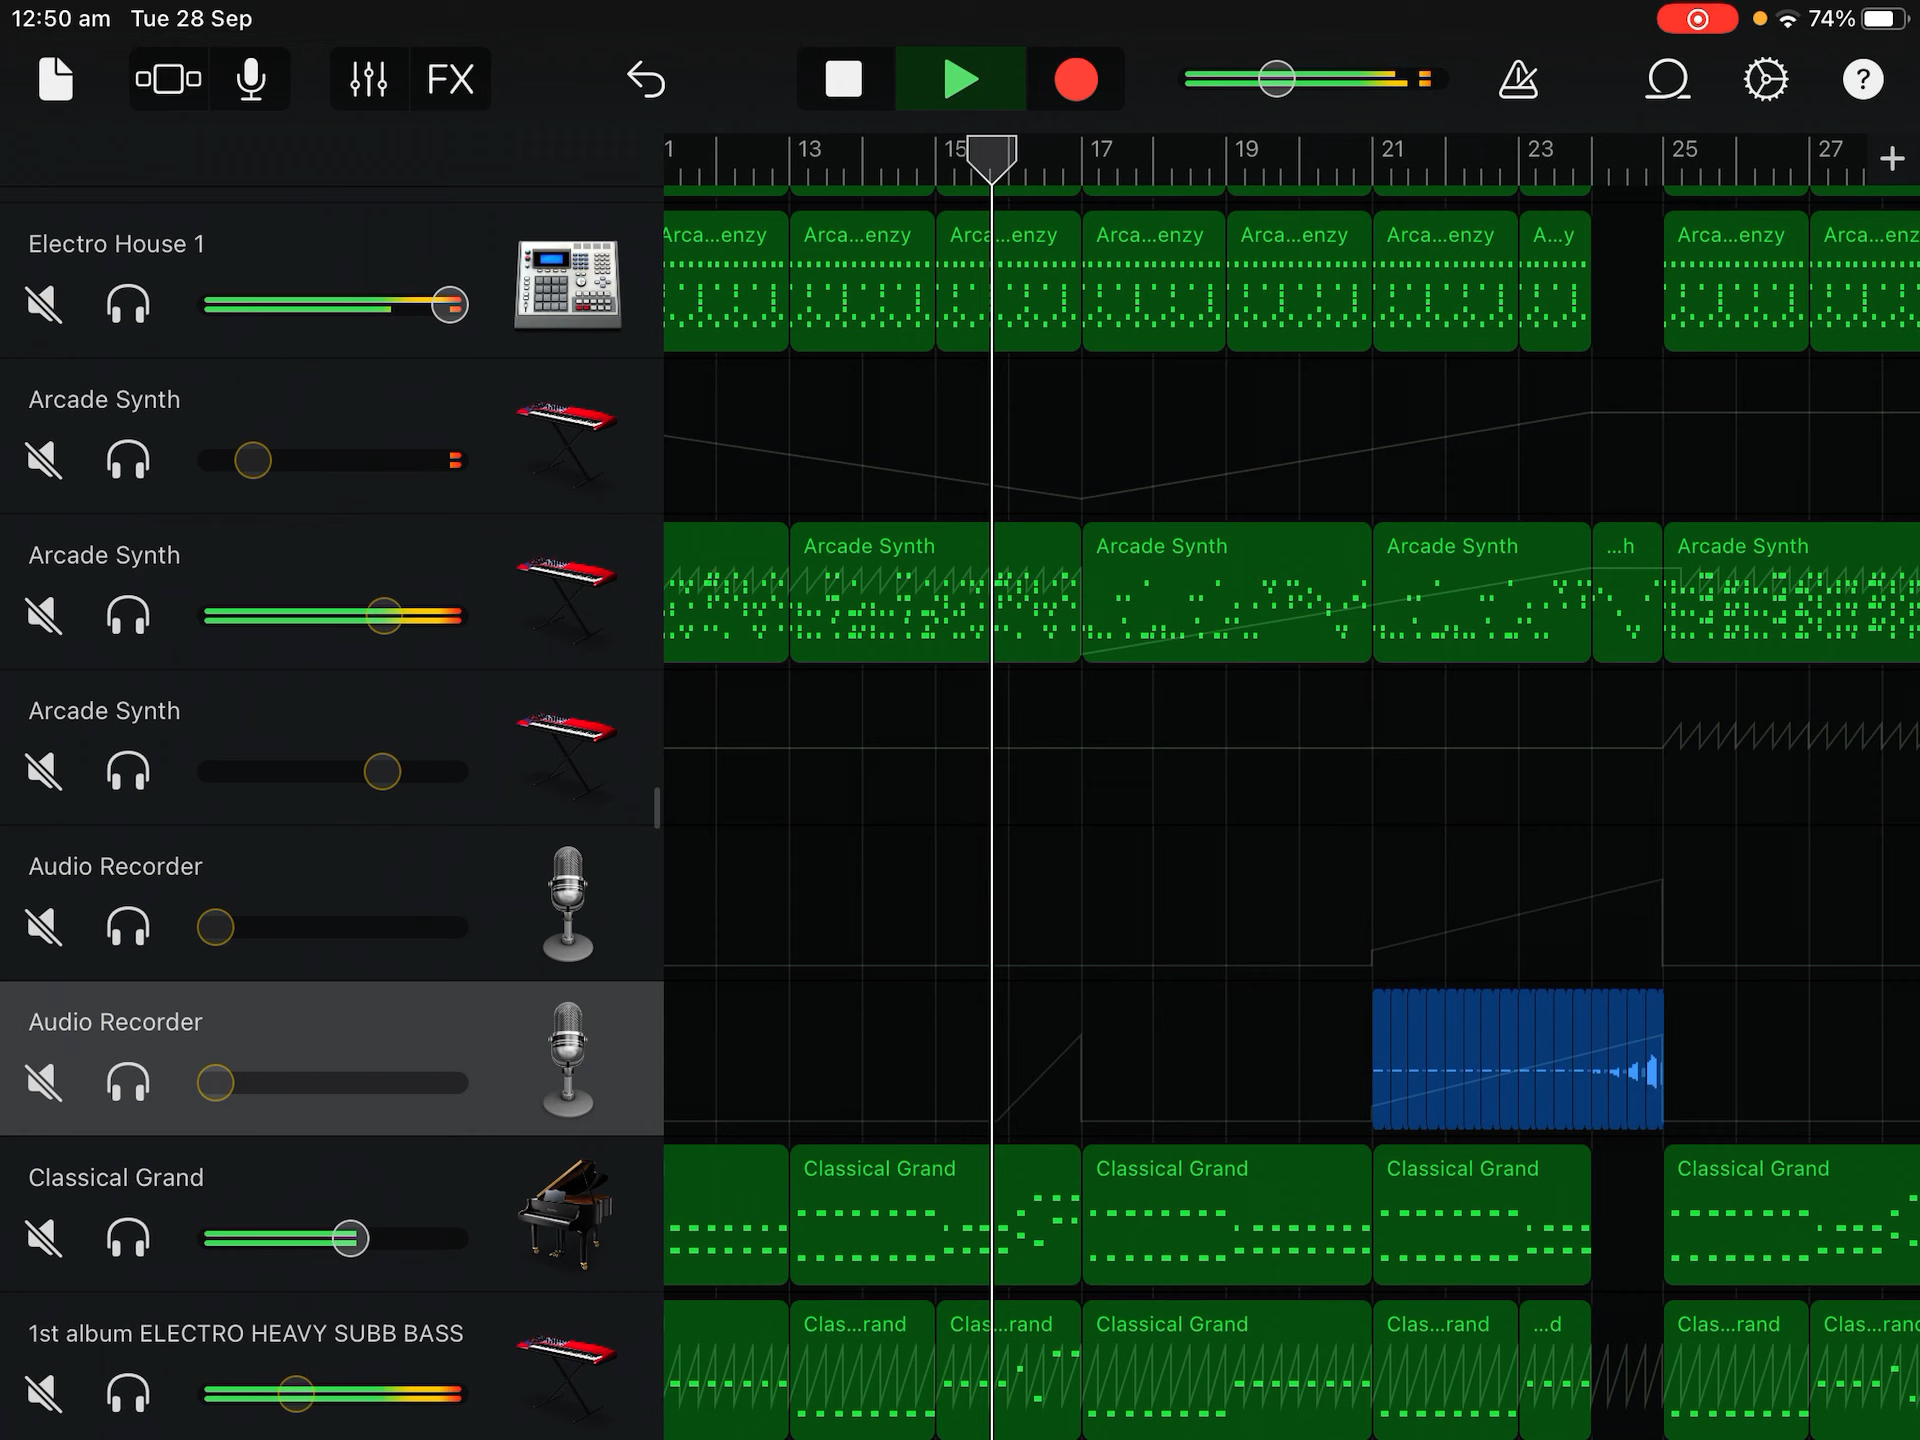 12:50 am Tue 28 Sep 74%
FX ?
1 13 15 17 19 21 23 25 27 +
Electro House 1
Arca...enzy Arca...enzy Arca...enzy Arca...enzy Arca...enzy Arca...enzy A...y Arca...enzy Arca...enz
Arcade Synth
Arcade Synth
Arcade Synth Arcade Synth Arcade Synth ...h Arcade Synth
Arcade Synth
Audio Recorder
Audio Recorder
Classical Grand
Classical Grand Classical Grand Classical Grand Classical Grand
1st album ELECTRO HEAVY SUBB BASS
Clas...rand Clas...rand Classical Grand Clas...rand ...d Clas...rand Clas...rand